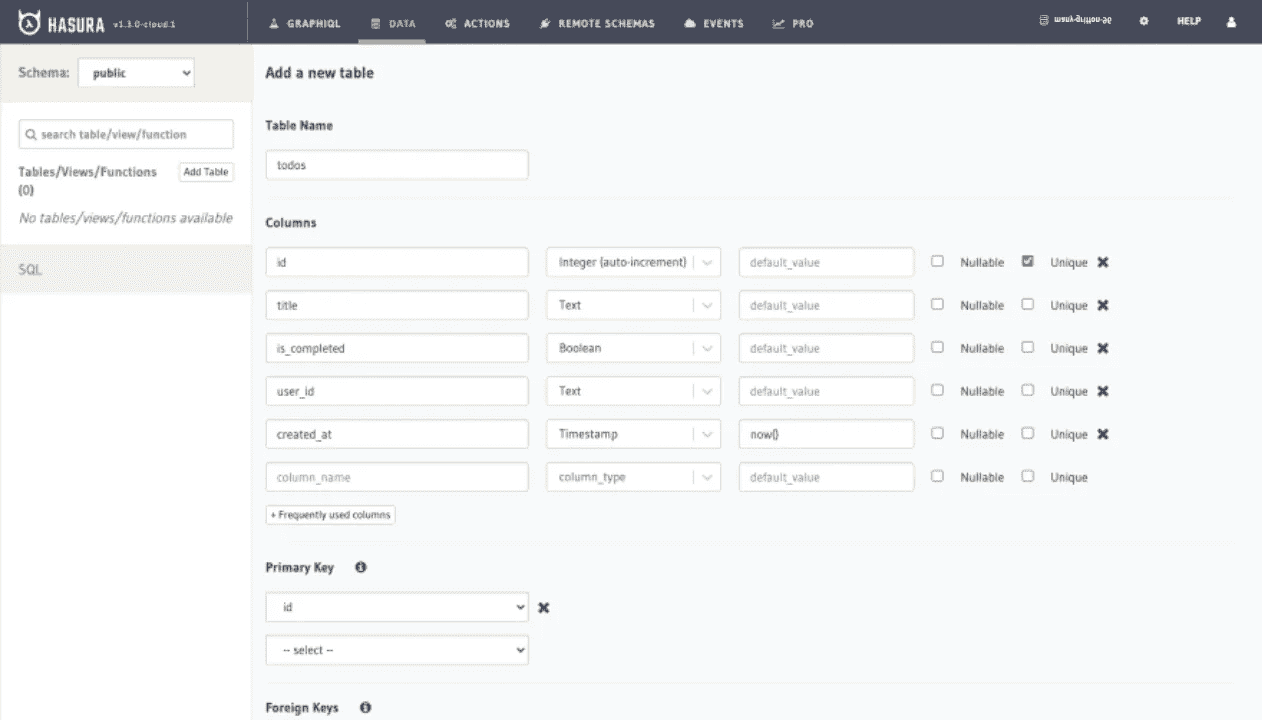 HASURA v1.3.0-cloud.1 GRAPHIQL DATA ACTIONS REMOTE SCHEMAS EVENTS PRO HELP
Schema: public
search table/view/function
Tables/Views/Functions Add Table
(0)
No tables/views/functions available
SQL
Add a new table
Table Name
todos
Columns
id Integer (auto-increment) default_value Nullable Unique
title Text default_value Nullable Unique
is_completed Boolean default_value Nullable Unique
user_id Text default_value Nullable Unique
created_at Timestamp now() Nullable Unique
column_name column_type default_value Nullable Unique
+ Frequently used columns
Primary Key
id
-- select --
Foreign Keys